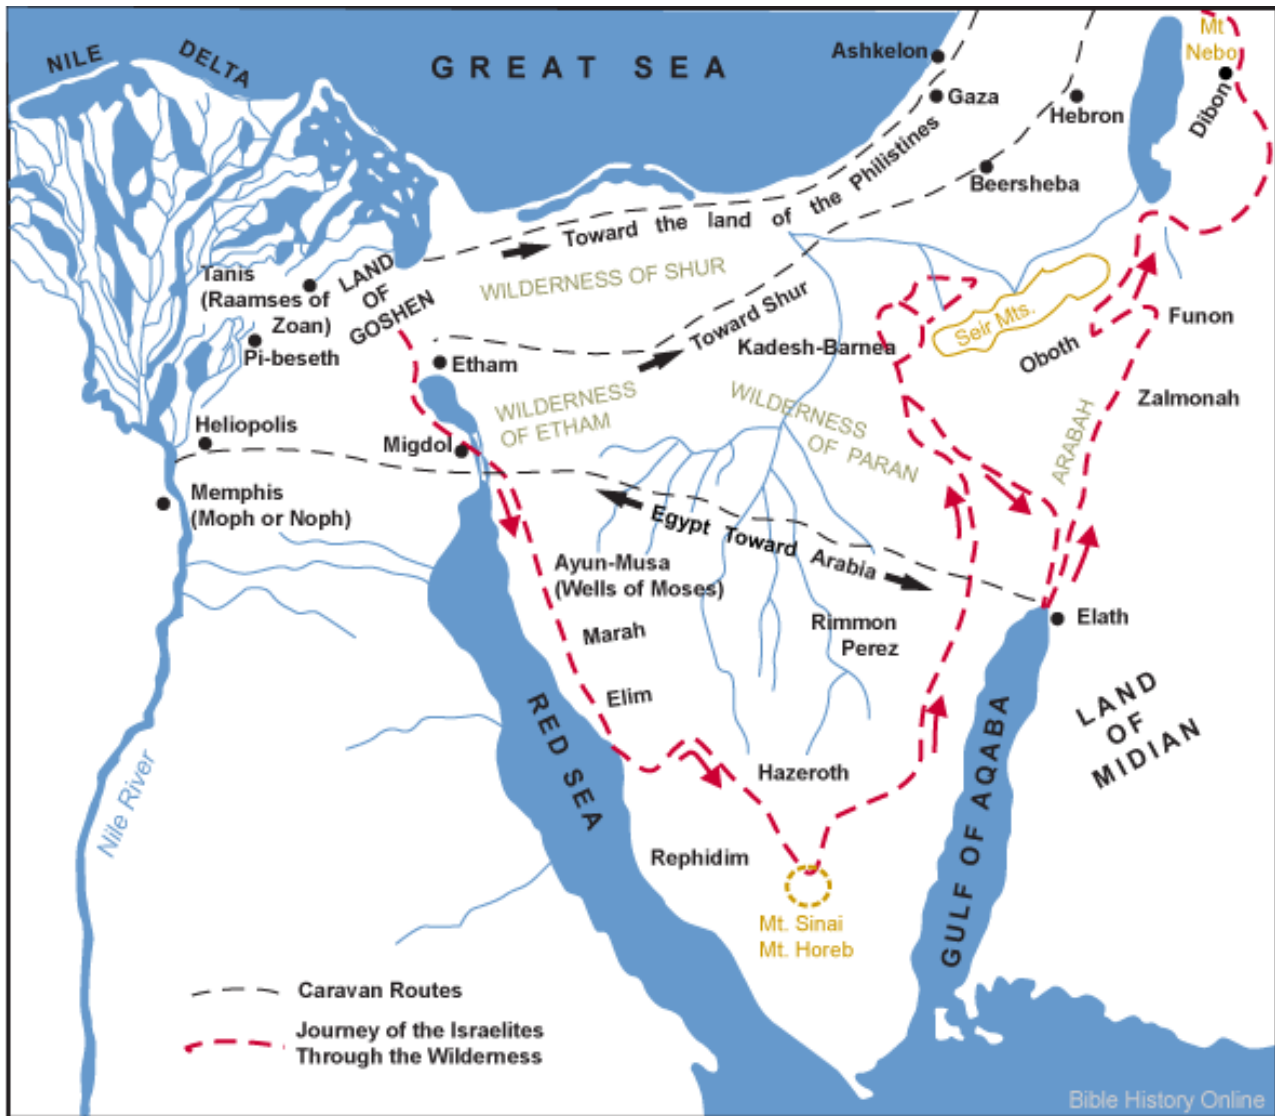 NILE DELTA
GREAT SEA
Ashkelon
Gaza
Hebron
Beersheba
Mt
Nebo
Dibon
Toward the land of the Philistines
WILDERNESS OF SHUR
Toward Shur
Tanis
(Raamses of
Zoan)
LAND
OF
GOSHEN
Pi-beseth
Etham
Kadesh-Barnea
Seir Mts.
Oboth
Funon
Zalmonah
ARABAH
WILDERNESS
OF ETHAM
WILDERNESS
OF PARAN
Heliopolis
Migdol
Memphis
(Moph or Noph)
Egypt Toward Arabia
Ayun-Musa
(Wells of Moses)
Marah
Elim
Rimmon
Perez
Elath
LAND
OF
MIDIAN
RED SEA
GULF OF AQABA
Hazeroth
Nile River
Rephidim
Mt. Sinai
Mt. Horeb
Caravan Routes
Journey of the Israelites
Through the Wilderness
Bible History Online